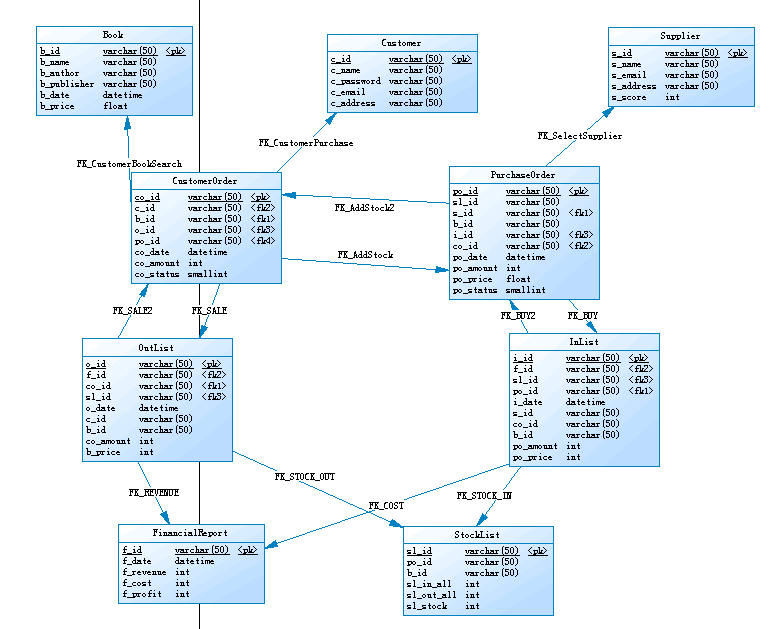 Book
b_id varchar(50) <pk>
b_name varchar(50)
b_author varchar(50)
b_publisher varchar(50)
b_date datetime
b_price float
Customer
c_id varchar(50) <pk>
c_name varchar(50)
c_password varchar(50)
c_email varchar(50)
c_address varchar(50)
Supplier
s_id varchar(50) <pk>
s_name varchar(50)
s_email varchar(50)
s_address varchar(50)
s_score int
FK_CustomerBookSearch
FK_CustomerPurchase
FK_SelectSupplier
CustomerOrder
co_id varchar(50) <pk>
c_id varchar(50) <fk2>
b_id varchar(50) <fk1>
o_id varchar(50) <fk3>
po_id varchar(50) <fk4>
co_date datetime
co_amount int
co_status smallint
FK_AddStock2
FK_AddStock
PurchaseOrder
po_id varchar(50) <pk>
sl_id varchar(50)
s_id varchar(50) <fk1>
b_id varchar(50)
i_id varchar(50) <fk3>
co_id varchar(50) <fk2>
po_date datetime
po_amount int
po_price float
po_status smallint
FK_SALE2
FK_SALE
FK_BUY2
FK_BUY
OutList
o_id varchar(50) <pk>
f_id varchar(50) <fk2>
co_id varchar(50) <fk1>
sl_id varchar(50) <fk3>
o_date datetime
c_id varchar(50)
b_id varchar(50)
co_amount int
b_price int
InList
i_id varchar(50) <pk>
f_id varchar(50) <fk2>
sl_id varchar(50) <fk3>
po_id varchar(50) <fk1>
i_date datetime
s_id varchar(50)
co_id varchar(50)
b_id varchar(50)
po_amount int
po_price int
FK_REVENUE
FK_STOCK_OUT
FK_COST
FK_STOCK_IN
FinancialReport
f_id varchar(50) <pk>
f_date datetime
f_revenue int
f_cost int
f_profit int
StockList
sl_id varchar(50) <pk>
po_id varchar(50)
b_id varchar(50)
sl_in_all int
sl_out_all int
sl_stock int